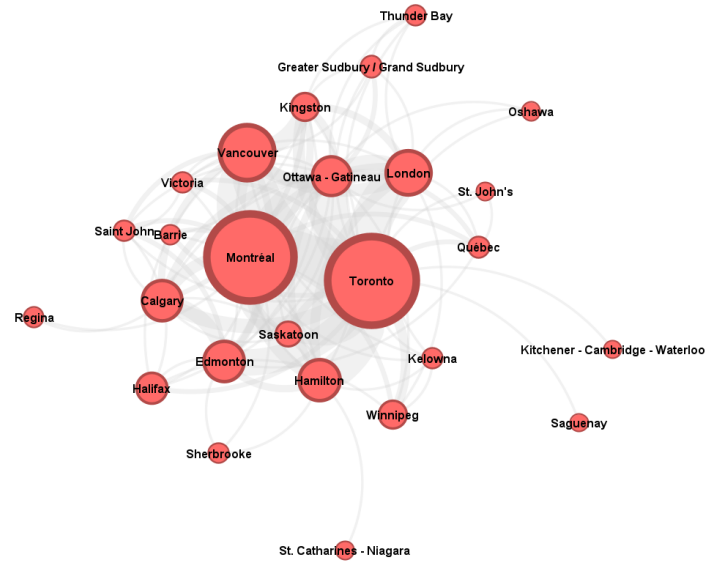 Thunder Bay
Greater Sudbury / Grand Sudbury
Kingston
Oshawa
Vancouver
Ottawa - Gatineau
London
Victoria
St. John's
Saint John
Barrie
Québec
Montréal
Toronto
Calgary
Regina
Saskatoon
Kitchener - Cambridge - Waterloo
Edmonton
Kelowna
Hamilton
Halifax
Winnipeg
Saguenay
Sherbrooke
St. Catharines - Niagara